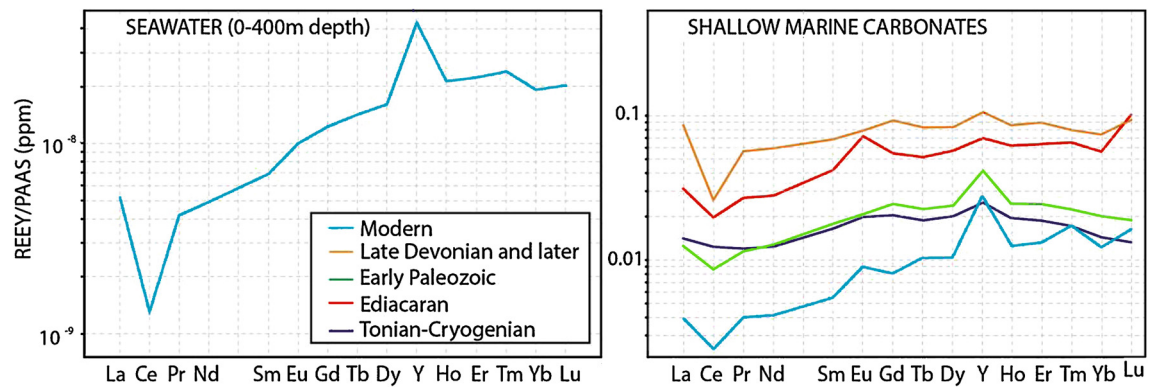 SEAWATER (0-400m depth)
SHALLOW MARINE CARBONATES
REEY/PAAS (ppm)
10-8
10-9
Modern
Late Devonian and later
Early Paleozoic
Ediacaran
Tonian-Cryogenian
La Ce Pr Nd Sm Eu Gd Tb Dy Y Ho Er Tm Yb Lu
0.1
0.01
La Ce Pr Nd Sm Eu Gd Tb Dy Y Ho Er Tm Yb Lu